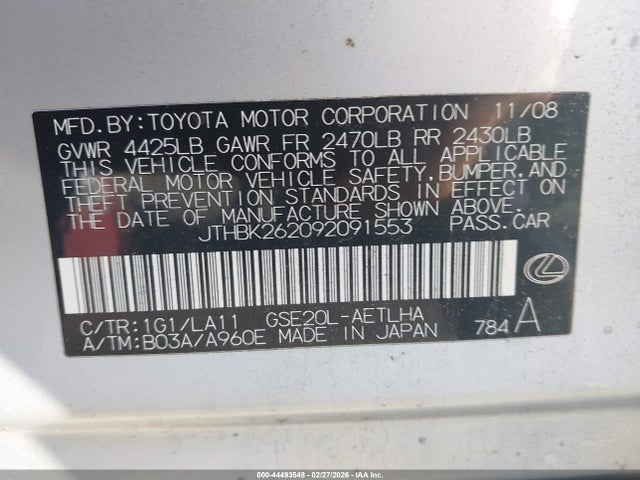 MFD.BY:TOYOTA MOTOR CORPORATION 11/08
GVWR 4425LB GAWR FR 2470LB RR 2430LB
THIS VEHICLE CONFORMS TO ALL APPLICABLE
FEDERAL MOTOR VEHICLE SAFETY,BUMPER,AND
THEFT PREVENTION STANDARDS IN EFFECT ON
THE DATE OF MANUFACTURE SHOWN ABOVE.
JTHBK262092091553 PASS.CAR
C/TR:1G1/LA11 GSE20L-AETLHA
A/TM:B03A/A960E MADE IN JAPAN 784 A
000-44493548 - 02/27/2026 - IAAI.COM